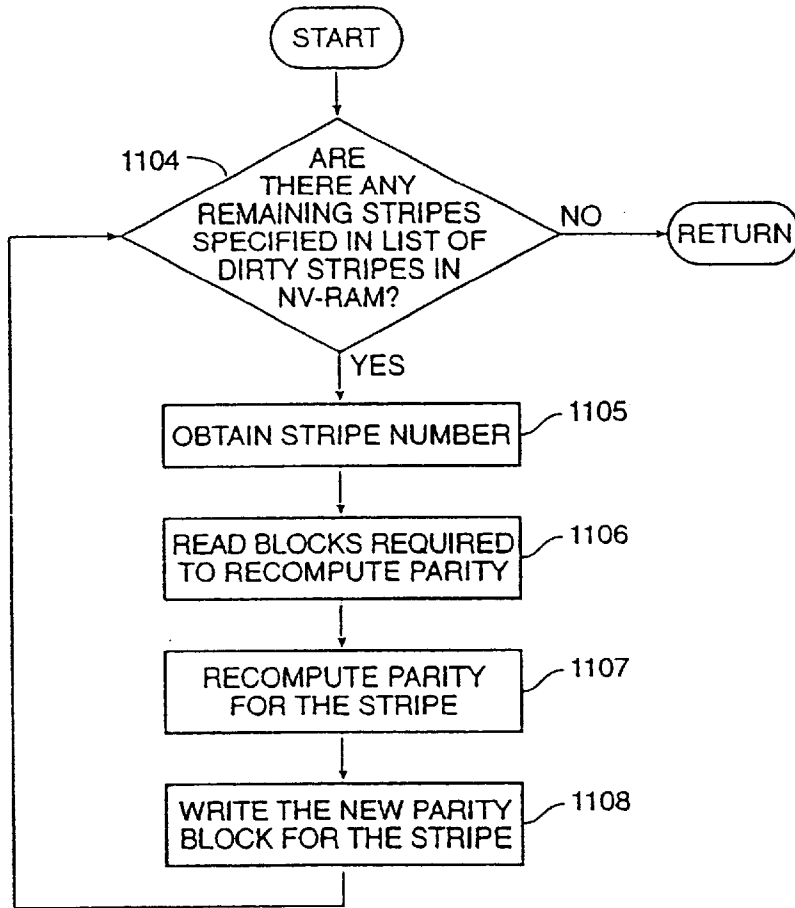 START
1104
ARE
THERE ANY
REMAINING STRIPES
SPECIFIED IN LIST OF
DIRTY STRIPES IN
NV-RAM?
NO
RETURN
YES
OBTAIN STRIPE NUMBER
1105
READ BLOCKS REQUIRED
TO RECOMPUTE PARITY
1106
RECOMPUTE PARITY
FOR THE STRIPE
1107
WRITE THE NEW PARITY
BLOCK FOR THE STRIPE
1108